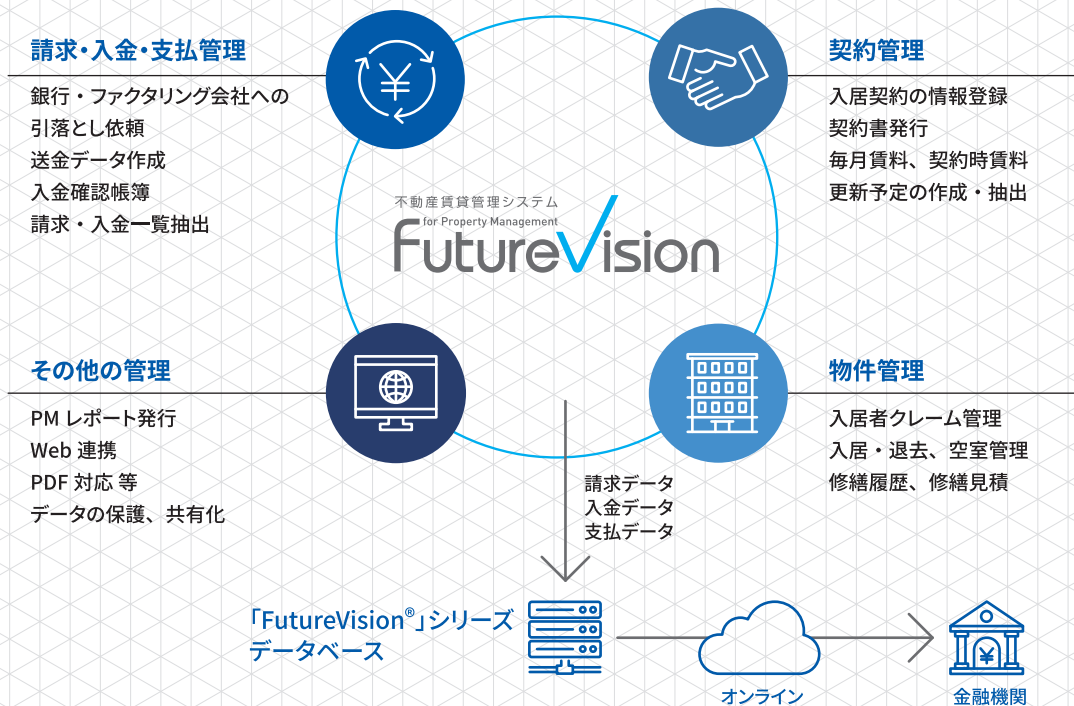 請求・入金・支払管理
銀行・ファクタリング会社への
引落とし依頼
送金データ作成
入金確認帳簿
請求・入金一覧抽出
契約管理
入居契約の情報登録
契約書発行
毎月賃料、契約時賃料
更新予定の作成・抽出
不動産賃貸管理システム
for Property Management
FutureVision
その他の管理
PM レポート発行
Web 連携
PDF 対応 等
データの保護、共有化
物件管理
入居者クレーム管理
入居・退去、空室管理
修繕履歴、修繕見積
請求データ
入金データ
支払データ
「FutureVision®」シリーズ
データベース
オンライン
金融機関